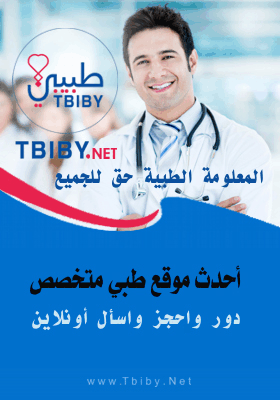 طبيبي
TBIBY
TBIBY.NET
المعلومة الطبية حق للجميع
أحدث موقع طبي متخصص
دور واحجز واسأل أونلاين
www.Tbiby.Net